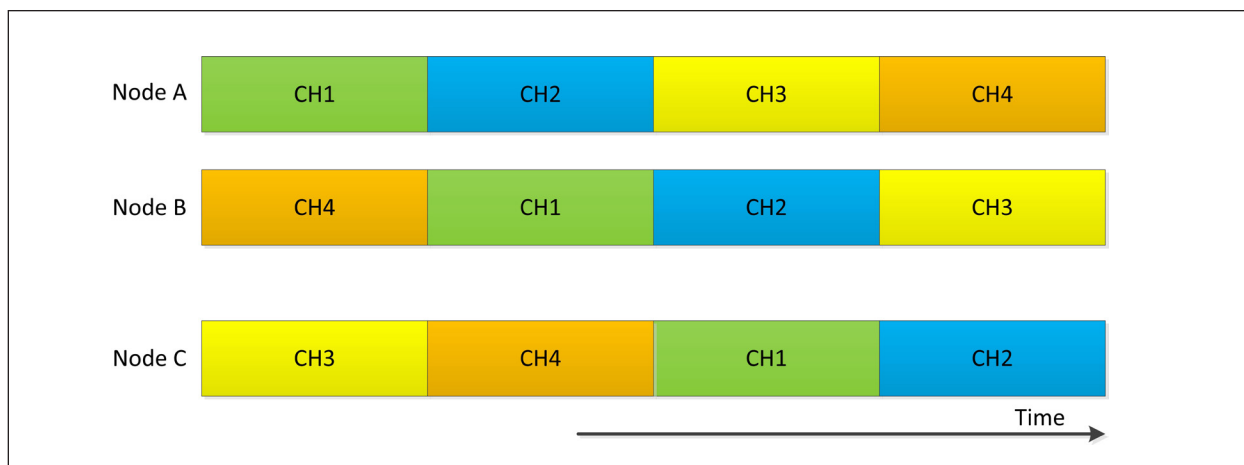 Node A CH1 CH2 CH3 CH4
Node B CH4 CH1 CH2 CH3
Node C CH3 CH4 CH1 CH2
Time